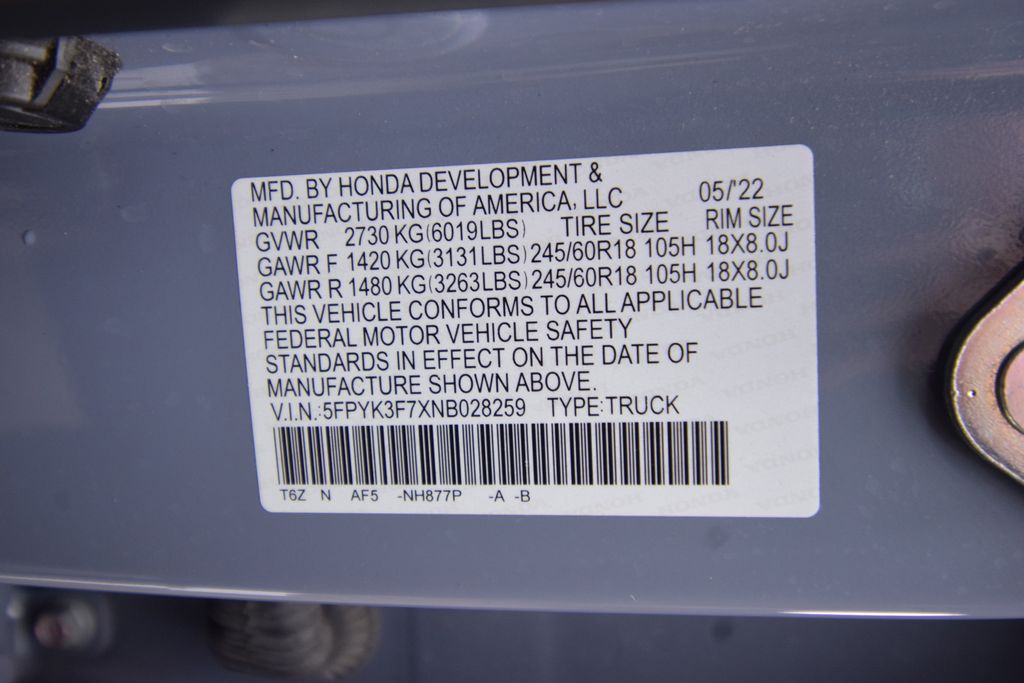 MFD. BY HONDA DEVELOPMENT &
MANUFACTURING OF AMERICA, LLC 05/'22
GVWR 2730 KG(6019LBS) TIRE SIZE RIM SIZE
GAWR F 1420 KG(3131LBS) 245/60R18 105H 18X8.0J
GAWR R 1480 KG(3263LBS) 245/60R18 105H 18X8.0J
THIS VEHICLE CONFORMS TO ALL APPLICABLE
FEDERAL MOTOR VEHICLE SAFETY
STANDARDS IN EFFECT ON THE DATE OF
MANUFACTURE SHOWN ABOVE.
V.I.N.:5FPYK3F7XNB028259 TYPE:TRUCK
T6Z N AF5 -NH877P -A -B